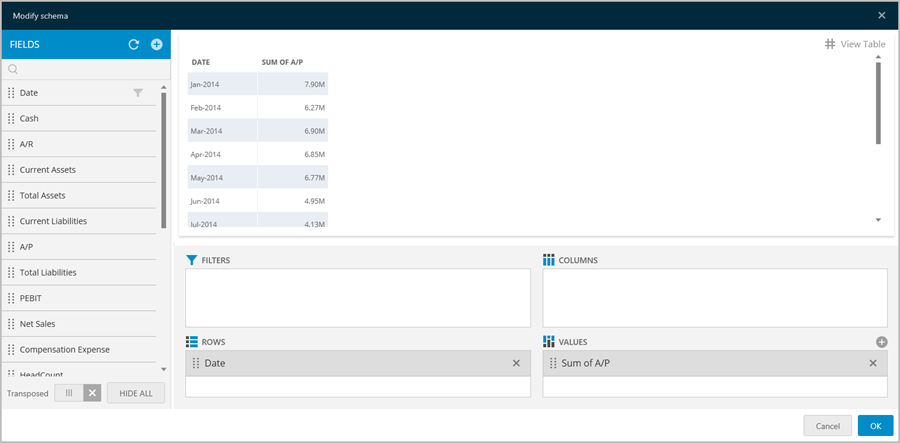 Modify schema
FIELDS
Date
Cash
A/R
Current Assets
Total Assets
Current Liabilities
A/P
Total Liabilities
PEBIT
Net Sales
Compensation Expense
HeadCount
Transposed
HIDE ALL
View Table
DATE SUM OF A/P
Jan-2014 7.90M
Feb-2014 6.27M
Mar-2014 6.90M
Apr-2014 6.85M
May-2014 6.77M
Jun-2014 4.95M
Jul-2014 4.13M
FILTERS
COLUMNS
ROWS
Date
VALUES
Sum of A/P
Cancel OK